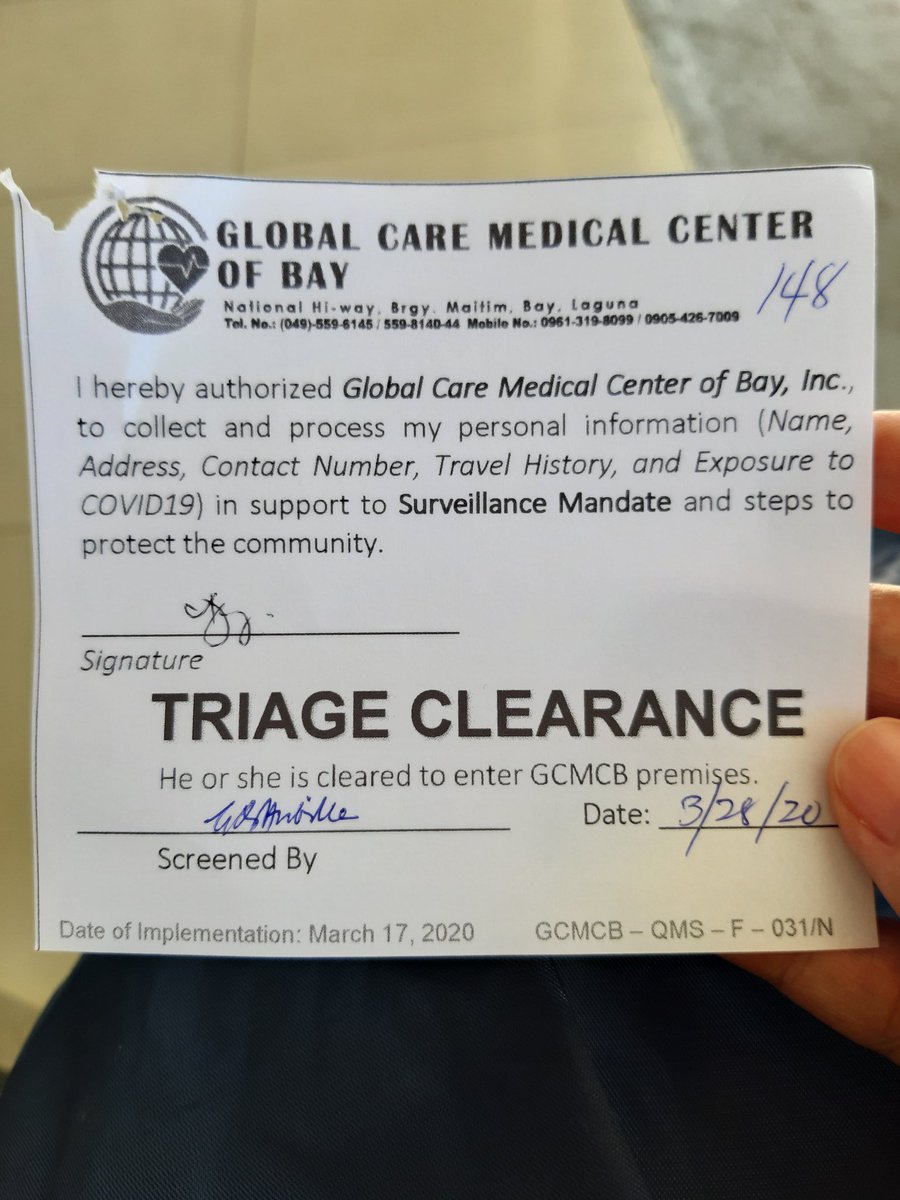 GLOBAL CARE MEDICAL CENTER
OF BAY
National Hi-way, Brgy. Maitim, Bay, Laguna
Tel. No.: (049)-559-6145 / 559-8140-44 Mobile No.: 0961-319-8099 / 0905-426-7009
148
I hereby authorized Global Care Medical Center of Bay, Inc.,
to collect and process my personal information (Name,
Address, Contact Number, Travel History, and Exposure to
COVID19) in support to Surveillance Mandate and steps to
protect the community.
Signature
TRIAGE CLEARANCE
He or she is cleared to enter GCMCB premises.
Date: 3/28/20
Screened By
Date of Implementation: March 17, 2020 GCMCB – QMS – F – 031/N